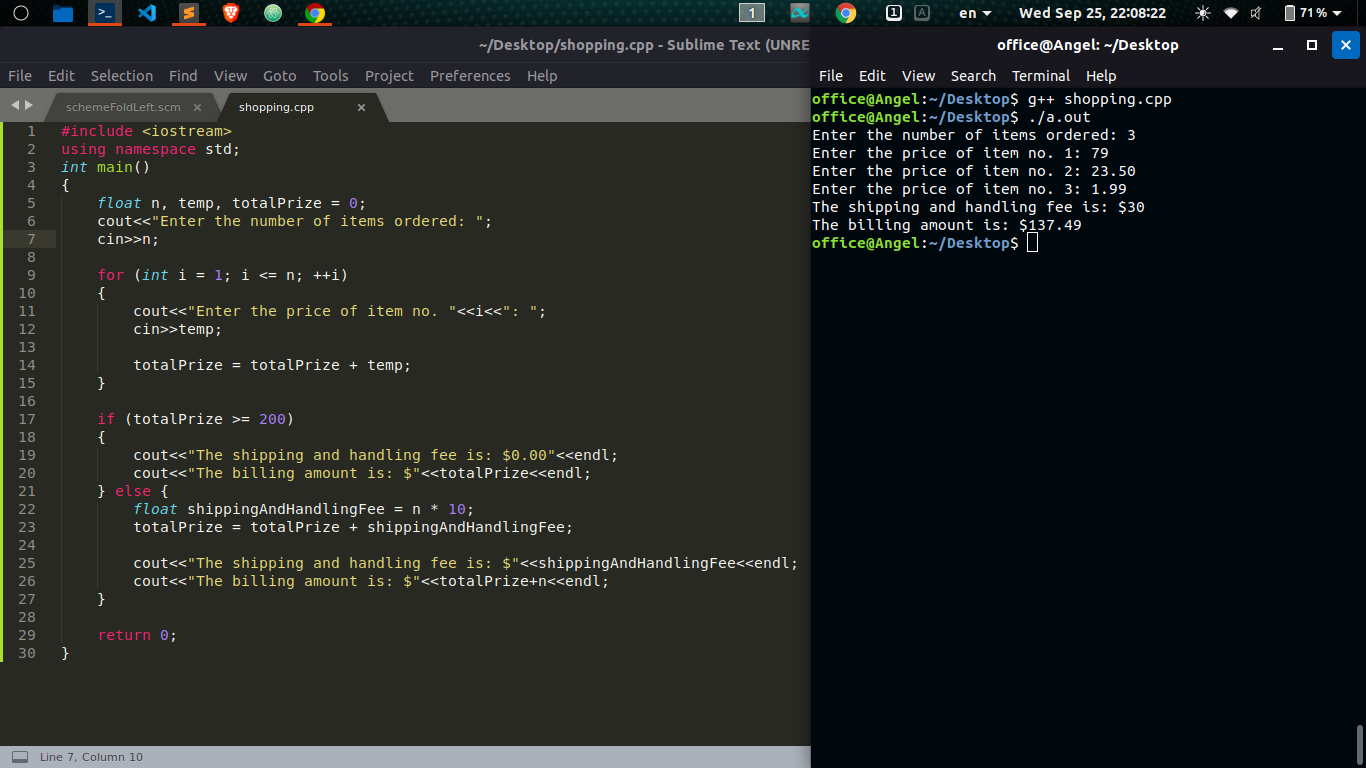 1 1 A en Wed Sep 25, 22:08:22 71 %
~/Desktop/shopping.cpp - Sublime Text (UNRE
File Edit Selection Find View Goto Tools Project Preferences Help
schemeFoldLeft.scm × shopping.cpp ×
1 #include <iostream>
2 using namespace std;
3 int main()
4 {
5 float n, temp, totalPrize = 0;
6 cout<<"Enter the number of items ordered: ";
7 cin>>n;
8
9 for (int i = 1; i <= n; ++i)
10 {
11 cout<<"Enter the price of item no. "<<i<<": ";
12 cin>>temp;
13
14 totalPrize = totalPrize + temp;
15 }
16
17 if (totalPrize >= 200)
18 {
19 cout<<"The shipping and handling fee is: $0.00"<<endl;
20 cout<<"The billing amount is: $"<<totalPrize<<endl;
21 } else {
22 float shippingAndHandlingFee = n * 10;
23 totalPrize = totalPrize + shippingAndHandlingFee;
24
25 cout<<"The shipping and handling fee is: $"<<shippingAndHandlingFee<<endl;
26 cout<<"The billing amount is: $"<<totalPrize+n<<endl;
27 }
28
29 return 0;
30 }
Line 7, Column 10
office@Angel: ~/Desktop
File Edit View Search Terminal Help
office@Angel:~/Desktop$ g++ shopping.cpp
office@Angel:~/Desktop$ ./a.out
Enter the number of items ordered: 3
Enter the price of item no. 1: 79
Enter the price of item no. 2: 23.50
Enter the price of item no. 3: 1.99
The shipping and handling fee is: $30
The billing amount is: $137.49
office@Angel:~/Desktop$